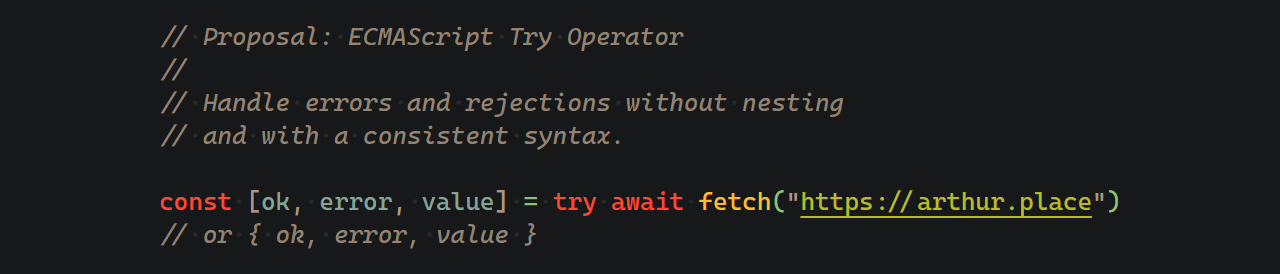 // Proposal: ECMAScript Try Operator
//
// Handle errors and rejections without nesting
// and with a consistent syntax.
const [ok, error, value] = try await fetch("https://arthur.place")
// or { ok, error, value }